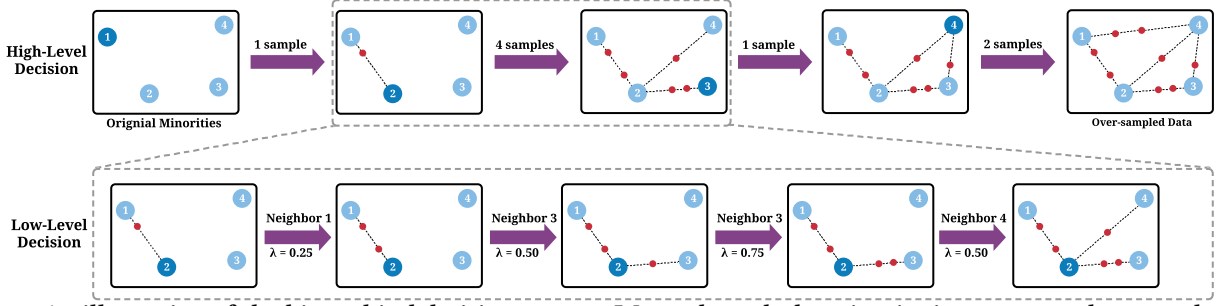 High-Level
Decision
1
4
2
3
Orignial Minorities
1 sample
1
4
2
3
4 samples
1
4
2
3
1 sample
1
4
2
3
2 samples
1
4
2
3
Over-sampled Data
Low-Level
Decision
1
4
2
3
Neighbor 1
λ = 0.25
1
4
2
3
Neighbor 3
λ = 0.50
1
4
2
3
Neighbor 3
λ = 0.75
1
4
2
3
Neighbor 4
λ = 0.50
1
4
2
3